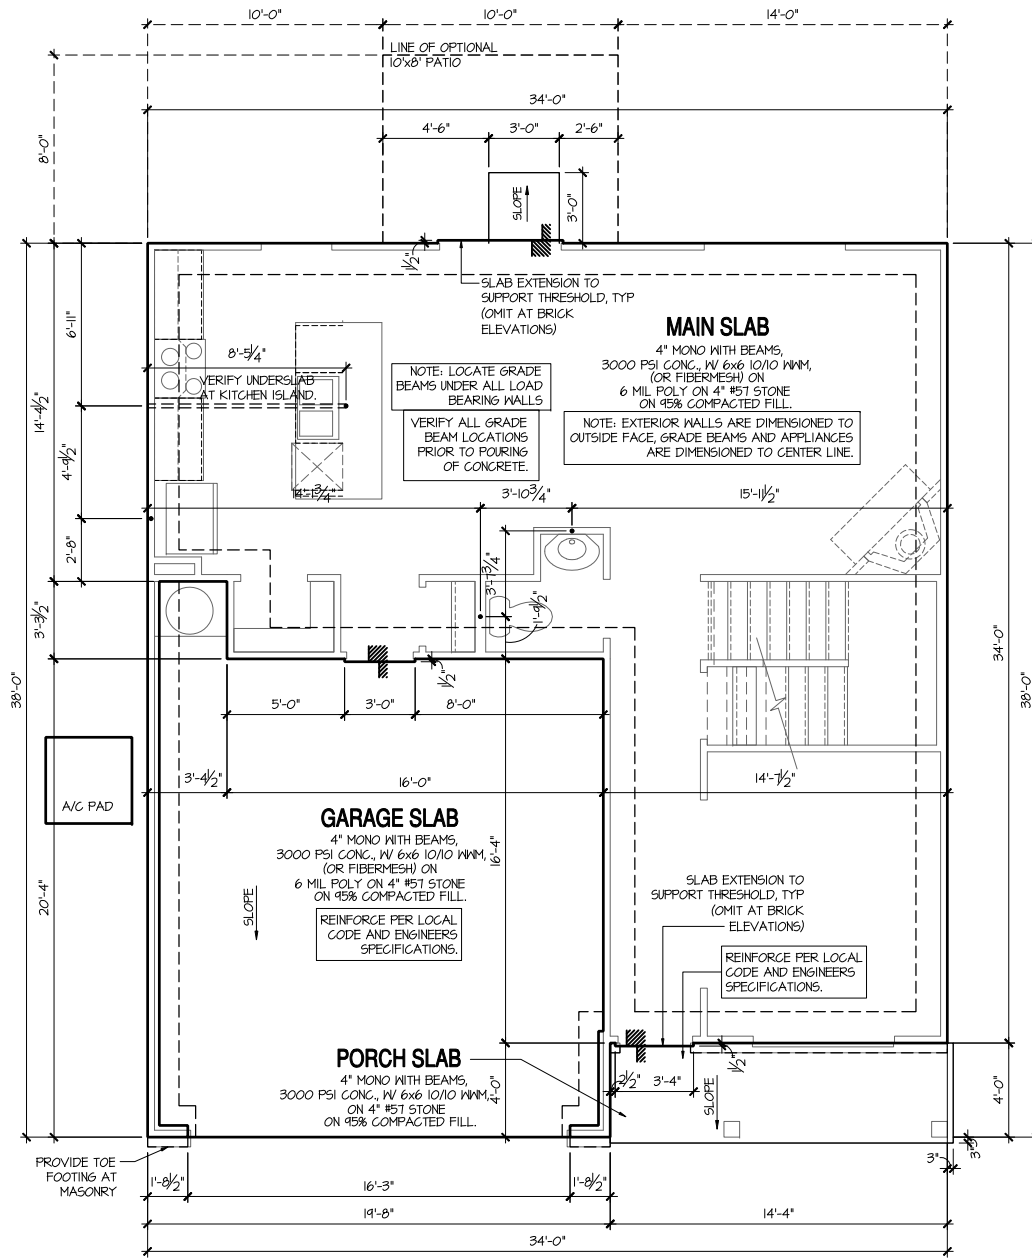 10'-0"
10'-0"
14'-0"
LINE OF OPTIONAL
10'x8' PATIO
34'-0"
8'-0"
4'-6"
3'-0"
2'-6"
SLOPE
3'-0"
1/2"
SLAB EXTENSION TO
SUPPORT THRESHOLD, TYP
(OMIT AT BRICK
ELEVATIONS)
6'-11"
MAIN SLAB
4" MONO WITH BEAMS,
3000 PSI CONC., W/ 6x6 10/10 WWM,
(OR FIBERMESH) ON
6 MIL POLY ON 4" #57 STONE
ON 95% COMPACTED FILL.
8'-5 1/4"
VERIFY UNDERSLAB
AT KITCHEN ISLAND.
NOTE: LOCATE GRADE
BEAMS UNDER ALL LOAD
BEARING WALLS
VERIFY ALL GRADE
BEAM LOCATIONS
PRIOR TO POURING
OF CONCRETE.
NOTE: EXTERIOR WALLS ARE DIMENSIONED TO
OUTSIDE FACE, GRADE BEAMS AND APPLIANCES
ARE DIMENSIONED TO CENTER LINE.
14'-4 1/2"
4'-9 1/2"
14'-1 3/4"
3'-10 3/4"
15'-11 1/2"
2'-8"
3'-7 3/4"
1'-9 1/2"
3'-3 1/2"
38'-0"
34'-0"
38'-0"
1/2"
5'-0"
3'-0"
8'-0"
3'-4 1/2"
16'-0"
14'-7 1/2"
A/C PAD
GARAGE SLAB
4" MONO WITH BEAMS,
3000 PSI CONC., W/ 6x6 10/10 WWM,
(OR FIBERMESH) ON
6 MIL POLY ON 4" #57 STONE
ON 95% COMPACTED FILL.
16'-4"
20'-4"
SLOPE
REINFORCE PER LOCAL
CODE AND ENGINEERS
SPECIFICATIONS.
SLAB EXTENSION TO
SUPPORT THRESHOLD, TYP
(OMIT AT BRICK
ELEVATIONS)
REINFORCE PER LOCAL
CODE AND ENGINEERS
SPECIFICATIONS.
PORCH SLAB
4" MONO WITH BEAMS,
3000 PSI CONC., W/ 6x6 10/10 WWM,
ON 4" #57 STONE
ON 95% COMPACTED FILL.
4'-0"
2 1/2"
3'-4"
1/2"
SLOPE
4'-0"
3"
3"
PROVIDE TOE
FOOTING AT
MASONRY
1'-8 1/2"
16'-3"
1'-8 1/2"
19'-8"
14'-4"
34'-0"